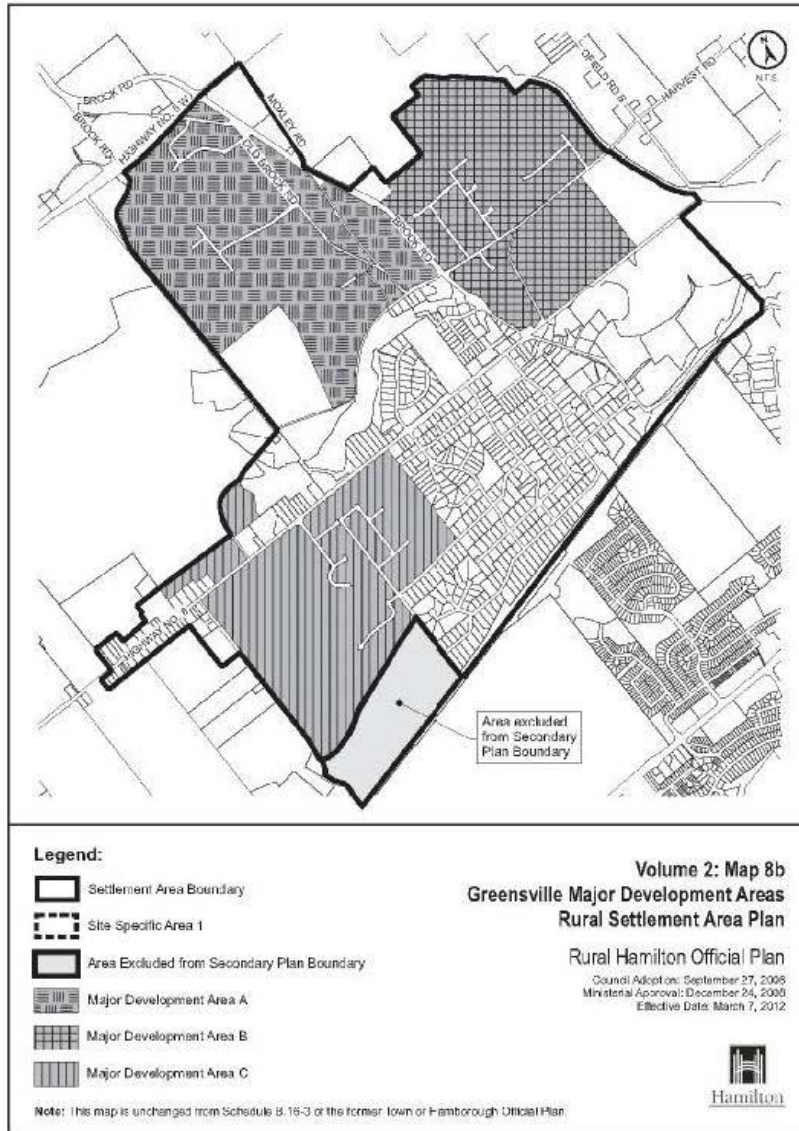 N
N.T.S.
BROCK RD
BROCK RD
HIGHWAY NO. 8 W
MOXLEY RD
OLD BROCK RD
BROCK RD
OFIELD RD S
HARVEST RD
HIGHWAY NO. 8
Area excluded
from Secondary
Plan Boundary
Legend:
Settlement Area Boundary
Site Specific Area 1
Area Excluded from Secondary Plan Boundary
Major Development Area A
Major Development Area B
Major Development Area C
Note: This map is unchanged from Schedule B.16-3 of the former Town of Flamborough Official Plan
Volume 2: Map 8b
Greensville Major Development Areas
Rural Settlement Area Plan
Rural Hamilton Official Plan
Council Adoption: September 27, 2006
Ministerial Approval: December 24, 2008
Effective Date: March 7, 2012
Hamilton